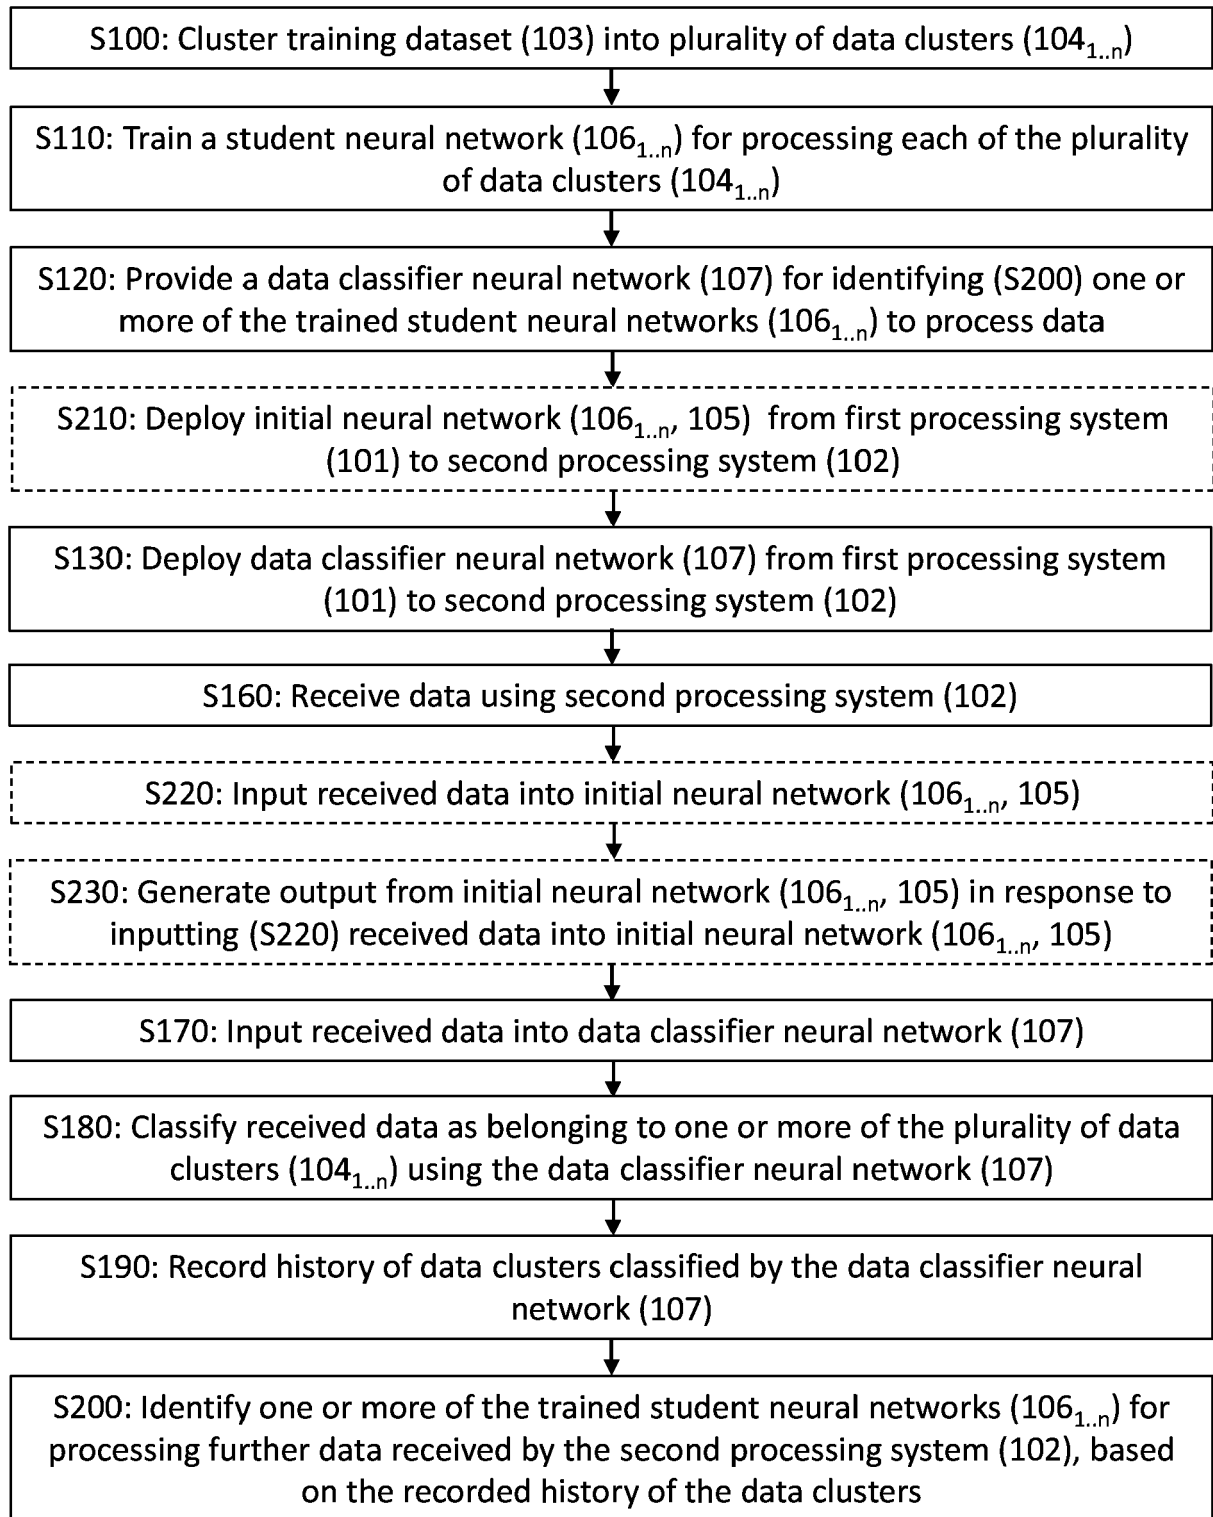 S100: Cluster training dataset (103) into plurality of data clusters (104₁..ₙ)
S110: Train a student neural network (106₁..ₙ) for processing each of the plurality
of data clusters (104₁..ₙ)
S120: Provide a data classifier neural network (107) for identifying (S200) one or
more of the trained student neural networks (106₁..ₙ) to process data
S210: Deploy initial neural network (106₁..ₙ, 105) from first processing system
(101) to second processing system (102)
S130: Deploy data classifier neural network (107) from first processing system
(101) to second processing system (102)
S160: Receive data using second processing system (102)
S220: Input received data into initial neural network (106₁..ₙ, 105)
S230: Generate output from initial neural network (106₁..ₙ, 105) in response to
inputting (S220) received data into initial neural network (106₁..ₙ, 105)
S170: Input received data into data classifier neural network (107)
S180: Classify received data as belonging to one or more of the plurality of data
clusters (104₁..ₙ) using the data classifier neural network (107)
S190: Record history of data clusters classified by the data classifier neural
network (107)
S200: Identify one or more of the trained student neural networks (106₁..ₙ) for
processing further data received by the second processing system (102), based
on the recorded history of the data clusters